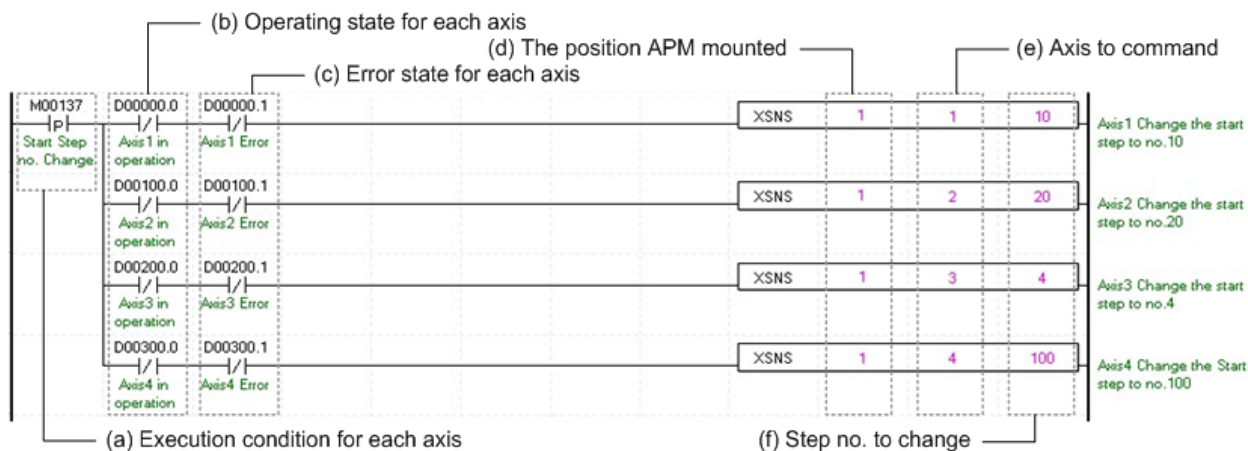 (b) Operating state for each axis
(d) The position APM mounted
(e) Axis to command
(c) Error state for each axis
M00137 D00000.0 D00000.1
P
XSNS 1 1 10
Start Step no. Change
Axis1 in operation
Axis1 Error
Axis1 Change the start step to no.10
D00100.0 D00100.1
XSNS 1 2 20
Axis2 in operation
Axis2 Error
Axis2 Change the start step to no.20
D00200.0 D00200.1
XSNS 1 3 4
Axis3 in operation
Axis3 Error
Axis3 Change the start step to no.4
D00300.0 D00300.1
XSNS 1 4 100
Axis4 in operation
Axis4 Error
Axis4 Change the Start step to no.100
(a) Execution condition for each axis
(f) Step no. to change